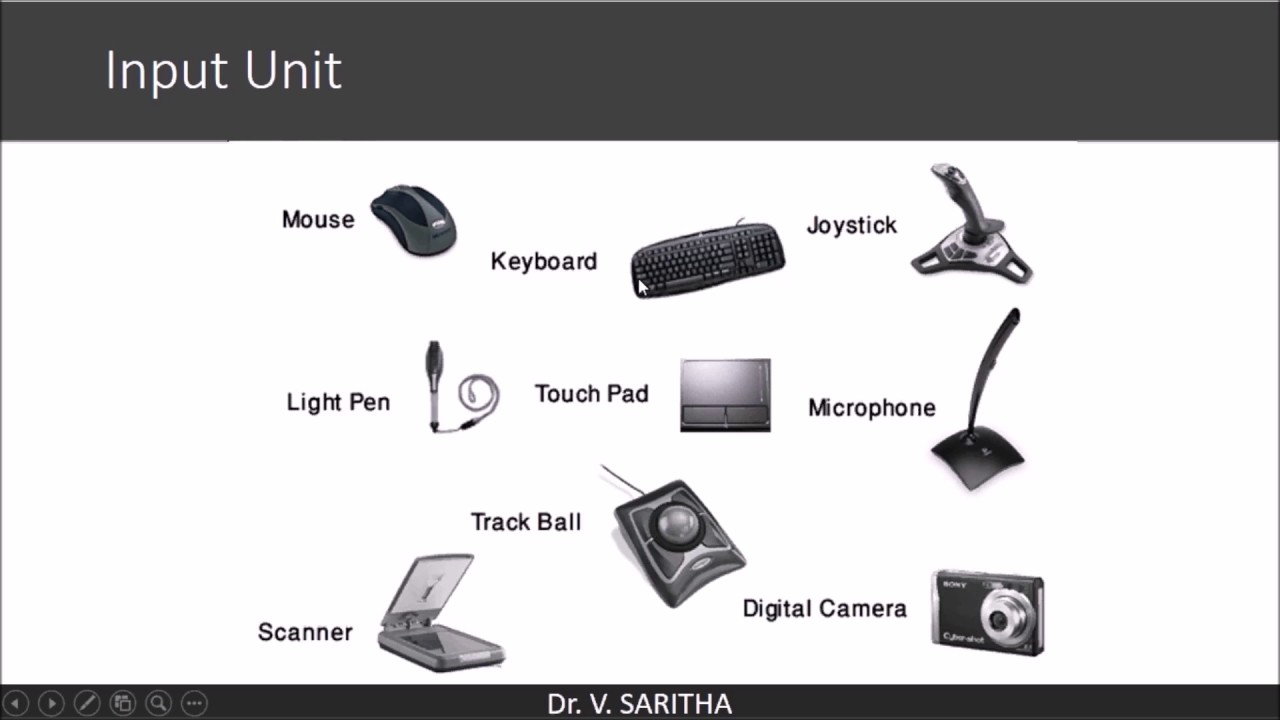 Input Unit
Mouse
Keyboard
Joystick
Light Pen
Touch Pad
Microphone
Track Ball
Scanner
Digital Camera
SONY
Cyber-shot
Dr. V. SARITHA